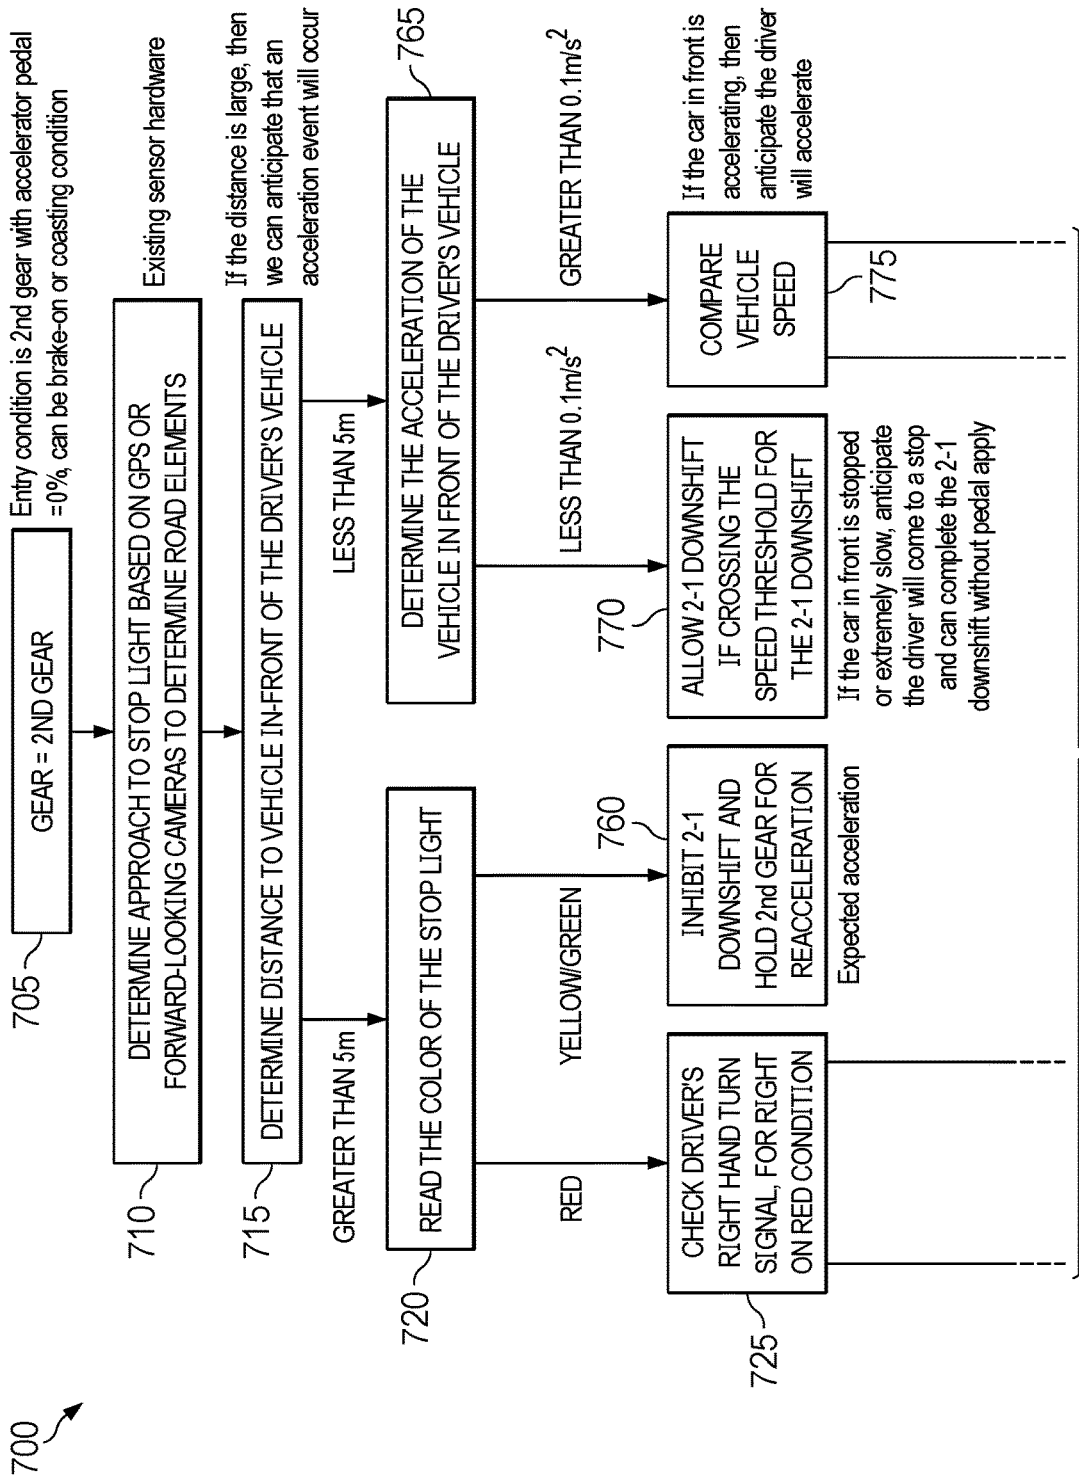 700
705
GEAR = 2ND GEAR
Entry condition is 2nd gear with accelerator pedal
=0%, can be brake-on or coasting condition
710
DETERMINE APPROACH TO STOP LIGHT BASED ON GPS OR
FORWARD-LOOKING CAMERAS TO DETERMINE ROAD ELEMENTS
Existing sensor hardware
715
DETERMINE DISTANCE TO VEHICLE IN-FRONT OF THE DRIVER'S VEHICLE
If the distance is large, then
we can anticipate that an
acceleration event will occur
GREATER THAN 5m
LESS THAN 5m
720
READ THE COLOR OF THE STOP LIGHT
765
DETERMINE THE ACCELERATION OF THE
VEHICLE IN FRONT OF THE DRIVER'S VEHICLE
RED
YELLOW/GREEN
LESS THAN 0.1m/s²
GREATER THAN 0.1m/s²
725
CHECK DRIVER'S
RIGHT HAND TURN
SIGNAL, FOR RIGHT
ON RED CONDITION
760
INHIBIT 2-1
DOWNSHIFT AND
HOLD 2nd GEAR FOR
REACCELERATION
Expected acceleration
770
ALLOW 2-1 DOWNSHIFT
IF CROSSING THE
SPEED THRESHOLD FOR
THE 2-1 DOWNSHIFT
If the car in front is stopped
or extremely slow, anticipate
the driver will come to a stop
and can complete the 2-1
downshift without pedal apply
COMPARE
VEHICLE
SPEED
775
If the car in front is
accelerating, then
anticipate the driver
will accelerate